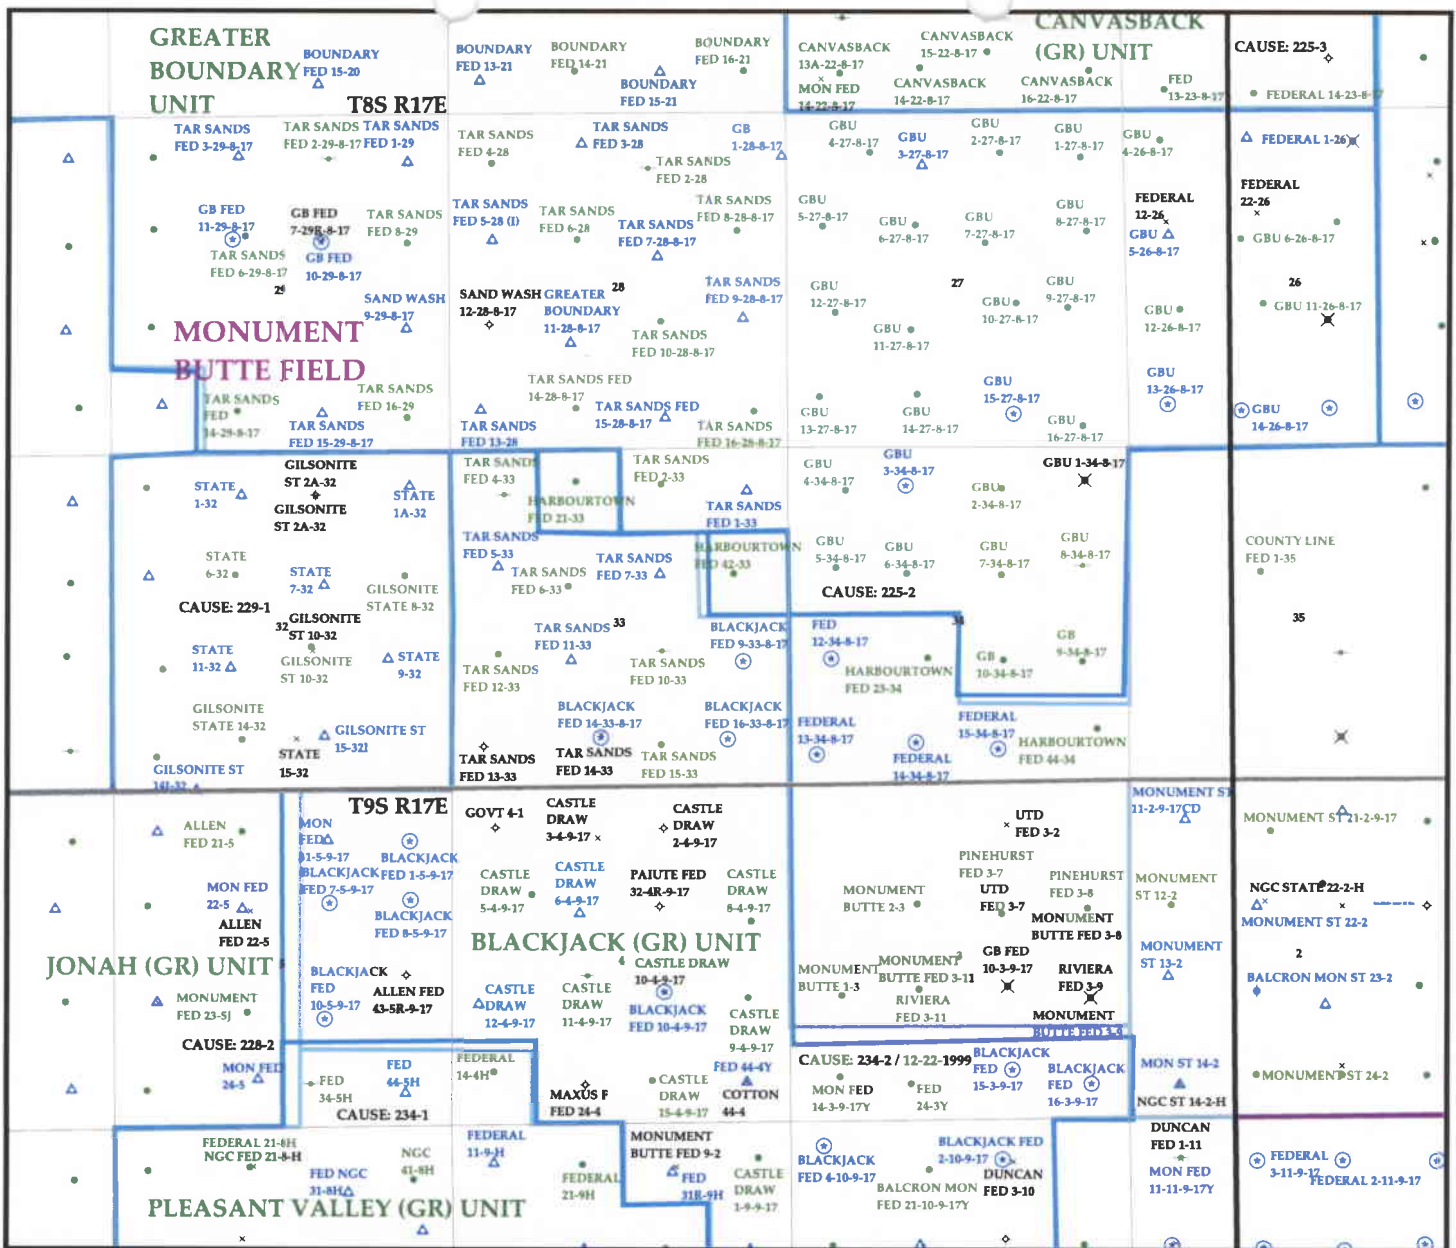 GREATER
BOUNDARY
UNIT
BOUNDARY
FED 15-20
T8S R17E
BOUNDARY
FED 13-21
BOUNDARY
FED 14-21
BOUNDARY
FED 15-21
BOUNDARY
FED 16-21
CANVASBACK
13A-22-8-17
MON FED
14-22-8-17
CANVASBACK
15-22-8-17
CANVASBACK
14-22-8-17
CANVASBACK
(GR) UNIT
CANVASBACK
16-22-8-17
FED
13-23-8-17
CAUSE: 225-3
FEDERAL 14-23-8-17
TAR SANDS
FED 3-29-8-17
TAR SANDS
FED 2-29-8-17
TAR SANDS
FED 1-29
TAR SANDS
FED 4-28
TAR SANDS
FED 3-28
TAR SANDS
FED 2-28
GB
1-28-8-17
GBU
4-27-8-17
GBU
3-27-8-17
GBU
2-27-8-17
GBU
1-27-8-17
GBU
4-26-8-17
FEDERAL 1-26
GB FED
11-29-8-17
GB FED
7-29R-8-17
TAR SANDS
FED 8-29
TAR SANDS
FED 6-29-8-17
GB FED
10-29-8-17
29
TAR SANDS
FED 5-28 (I)
TAR SANDS
FED 6-28
TAR SANDS
FED 7-28-8-17
TAR SANDS
FED 8-28-8-17
GBU
5-27-8-17
GBU
6-27-8-17
GBU
7-27-8-17
GBU
8-27-8-17
FEDERAL
12-26
GBU
5-26-8-17
FEDERAL
22-26
GBU 6-26-8-17
SAND WASH
9-29-8-17
SAND WASH
12-28-8-17
GREATER
BOUNDARY
11-28-8-17
28
TAR SANDS
FED 10-28-8-17
TAR SANDS
FED 9-28-8-17
GBU
12-27-8-17
GBU
11-27-8-17
27
GBU
10-27-8-17
GBU
9-27-8-17
GBU
12-26-8-17
26
GBU 11-26-8-17
MONUMENT
BUTTE FIELD
TAR SANDS
FED
14-29-8-17
TAR SANDS
FED 15-29-8-17
TAR SANDS
FED 16-29
TAR SANDS
FED 13-28
TAR SANDS FED
14-28-8-17
TAR SANDS FED
15-28-8-17
TAR SANDS
FED 16-28-8-17
GBU
13-27-8-17
GBU
14-27-8-17
GBU
15-27-8-17
GBU
16-27-8-17
GBU
13-26-8-17
GBU
14-26-8-17
STATE
1-32
GILSONITE
ST 2A-32
GILSONITE
ST 2A-32
STATE
1A-32
TAR SANDS
FED 4-33
HARBOURTOWN
FED 21-33
TAR SANDS
FED 2-33
TAR SANDS
FED 1-33
GBU
4-34-8-17
GBU
3-34-8-17
GBU
2-34-8-17
GBU 1-34-8-17
STATE
6-32
STATE
7-32
GILSONITE
STATE 8-32
CAUSE: 229-1
TAR SANDS
FED 5-33
TAR SANDS
FED 6-33
TAR SANDS
FED 7-33
HARBOURTOWN
FED 42-33
GBU
5-34-8-17
GBU
6-34-8-17
GBU
7-34-8-17
GBU
8-34-8-17
CAUSE: 225-2
COUNTY LINE
FED 1-35
35
32
GILSONITE
ST 10-32
STATE
11-32
GILSONITE
ST 10-32
STATE
9-32
TAR SANDS
FED 12-33
TAR SANDS
FED 11-33
33
TAR SANDS
FED 10-33
BLACKJACK
FED 9-33-8-17
FED
12-34-8-17
HARBOURTOWN
FED 23-34
34
GB
10-34-8-17
GB
9-34-8-17
GILSONITE
STATE 14-32
GILSONITE ST
14I-32
STATE
15-32
GILSONITE ST
15-32I
TAR SANDS
FED 13-33
BLACKJACK
FED 14-33-8-17
TAR SANDS
FED 14-33
TAR SANDS
FED 15-33
BLACKJACK
FED 16-33-8-17
FEDERAL
13-34-8-17
FEDERAL
14-34-8-17
FEDERAL
15-34-8-17
HARBOURTOWN
FED 44-34
T9S R17E
ALLEN
FED 21-5
MON
FED
31-5-9-17
BLACKJACK
FED 1-5-9-17
BLACKJACK
FED 7-5-9-17
BLACKJACK
FED 8-5-9-17
GOVT 4-1
CASTLE
DRAW
3-4-9-17
CASTLE
DRAW
2-4-9-17
UTD
FED 3-2
MONUMENT ST
11-2-9-17CD
MONUMENT ST 21-2-9-17
MON FED
22-5
ALLEN
FED 22-5
CASTLE
DRAW
5-4-9-17
CASTLE
DRAW
6-4-9-17
PAIUTE FED
32-4R-9-17
CASTLE
DRAW
8-4-9-17
MONUMENT
BUTTE 2-3
PINEHURST
FED 3-7
UTD
FED 3-7
PINEHURST
FED 3-8
MONUMENT
BUTTE FED 3-8
MONUMENT
ST 12-2
NGC STATE 22-2-H
MONUMENT ST 22-2
JONAH (GR) UNIT
BLACKJACK (GR) UNIT
MONUMENT
FED 23-5J
BLACKJACK
FED
10-5-9-17
ALLEN FED
43-5R-9-17
CASTLE
DRAW
12-4-9-17
CASTLE
DRAW
11-4-9-17
4
CASTLE DRAW
10-4-9-17
BLACKJACK
FED 10-4-9-17
CASTLE
DRAW
9-4-9-17
MONUMENT
BUTTE 1-3
MONUMENT
BUTTE FED 3-11
RIVIERA
FED 3-11
GB FED
10-3-9-17
RIVIERA
FED 3-9
MONUMENT
BUTTE FED 3-9
MONUMENT
ST 13-2
2
BALCRON MON ST 23-2
CAUSE: 228-2
MON FED
24-5
FED
34-5H
FED
44-5H
CAUSE: 234-1
FEDERAL
14-4H
MAXUS F
FED 24-4
CASTLE
DRAW
15-4-9-17
FED 44-4Y
COTTON
44-4
CAUSE: 234-2 / 12-22-1999
MON FED
14-3-9-17Y
FED
24-3Y
BLACKJACK
FED
15-3-9-17
BLACKJACK
FED
16-3-9-17
MON ST 14-2
NGC ST 14-2-H
MONUMENT ST 24-2
FEDERAL 21-8H
NGC FED 21-8-H
FED NGC
31-8H
NGC
41-8H
FEDERAL
11-9-H
FEDERAL
21-9H
MONUMENT
BUTTE FED 9-2
FED
31R-9H
CASTLE
DRAW
1-9-9-17
BLACKJACK
FED 4-10-9-17
BLACKJACK FED
2-10-9-17
BALCRON MON
FED 21-10-9-17Y
DUNCAN
FED 3-10
DUNCAN
FED 1-11
MON FED
11-11-9-17Y
FEDERAL
3-11-9-17
FEDERAL 2-11-9-17
PLEASANT VALLEY (GR) UNIT